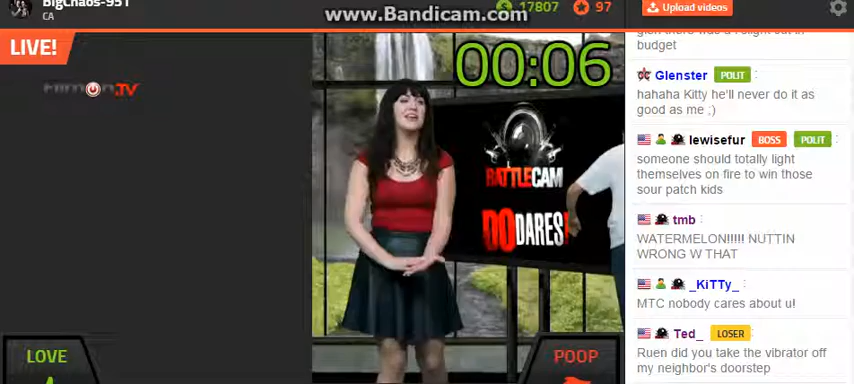 BigChaos-951
CA
www.Bandicam.com
17807
97
Upload videos
LIVE!
FilmOn.TV
00:06
BATTLECAM
DO DARES!
LOVE
POOP
budget
Glenster POLIT :
hahaha Kitty he'll never do it as
good as me ;)
lewisefur BOSS POLIT :
someone should totally light
themselves on fire to win those
sour patch kids
tmb :
WATERMELON!!!!! NUTTIN
WRONG W THAT
_KiTTy_ :
MTC nobody cares about u!
Ted_ LOSER :
Ruen did you take the vibrator off
my neighbor's doorstep